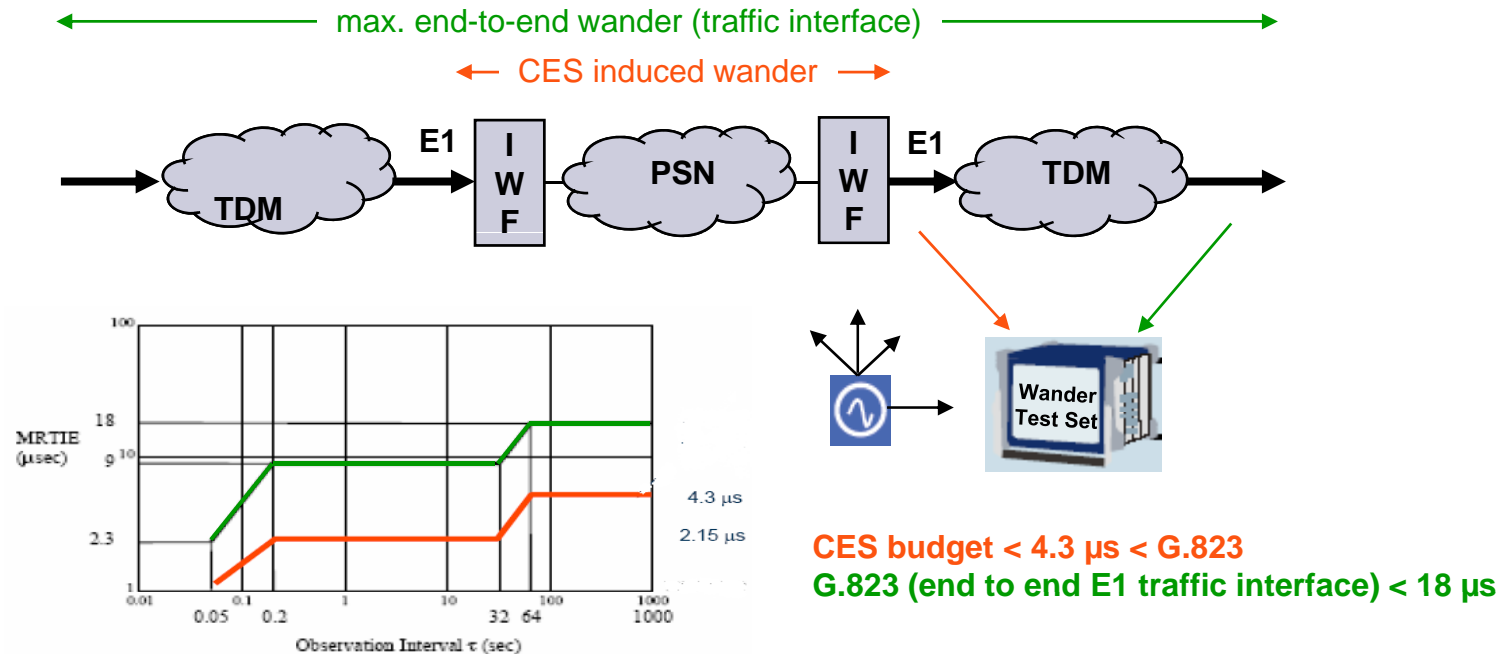 max. end-to-end wander (traffic interface)
CES induced wander
TDM
E1
I
W
F
PSN
I
W
F
E1
TDM
100
18
MRTIE
(µsec)
9
10
2.3
1
4.3 µs
2.15 µs
0.01
0.1
1
10
100
1000
0.05
0.2
32
64
1000
Observation Interval τ (sec)
Wander
Test Set
CES budget < 4.3 µs < G.823
G.823 (end to end E1 traffic interface) < 18 µs